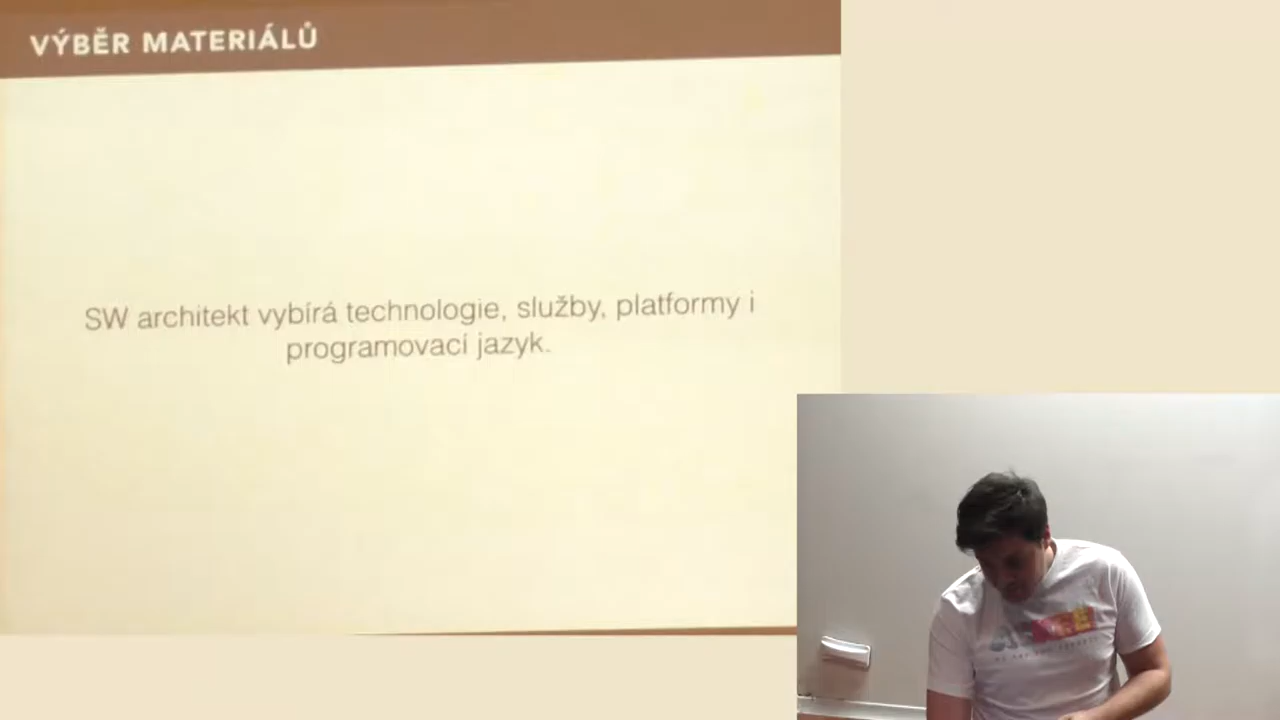 VÝBĚR MATERIÁLŮ
SW architekt vybírá technologie, služby, platformy i
programovací jazyk.